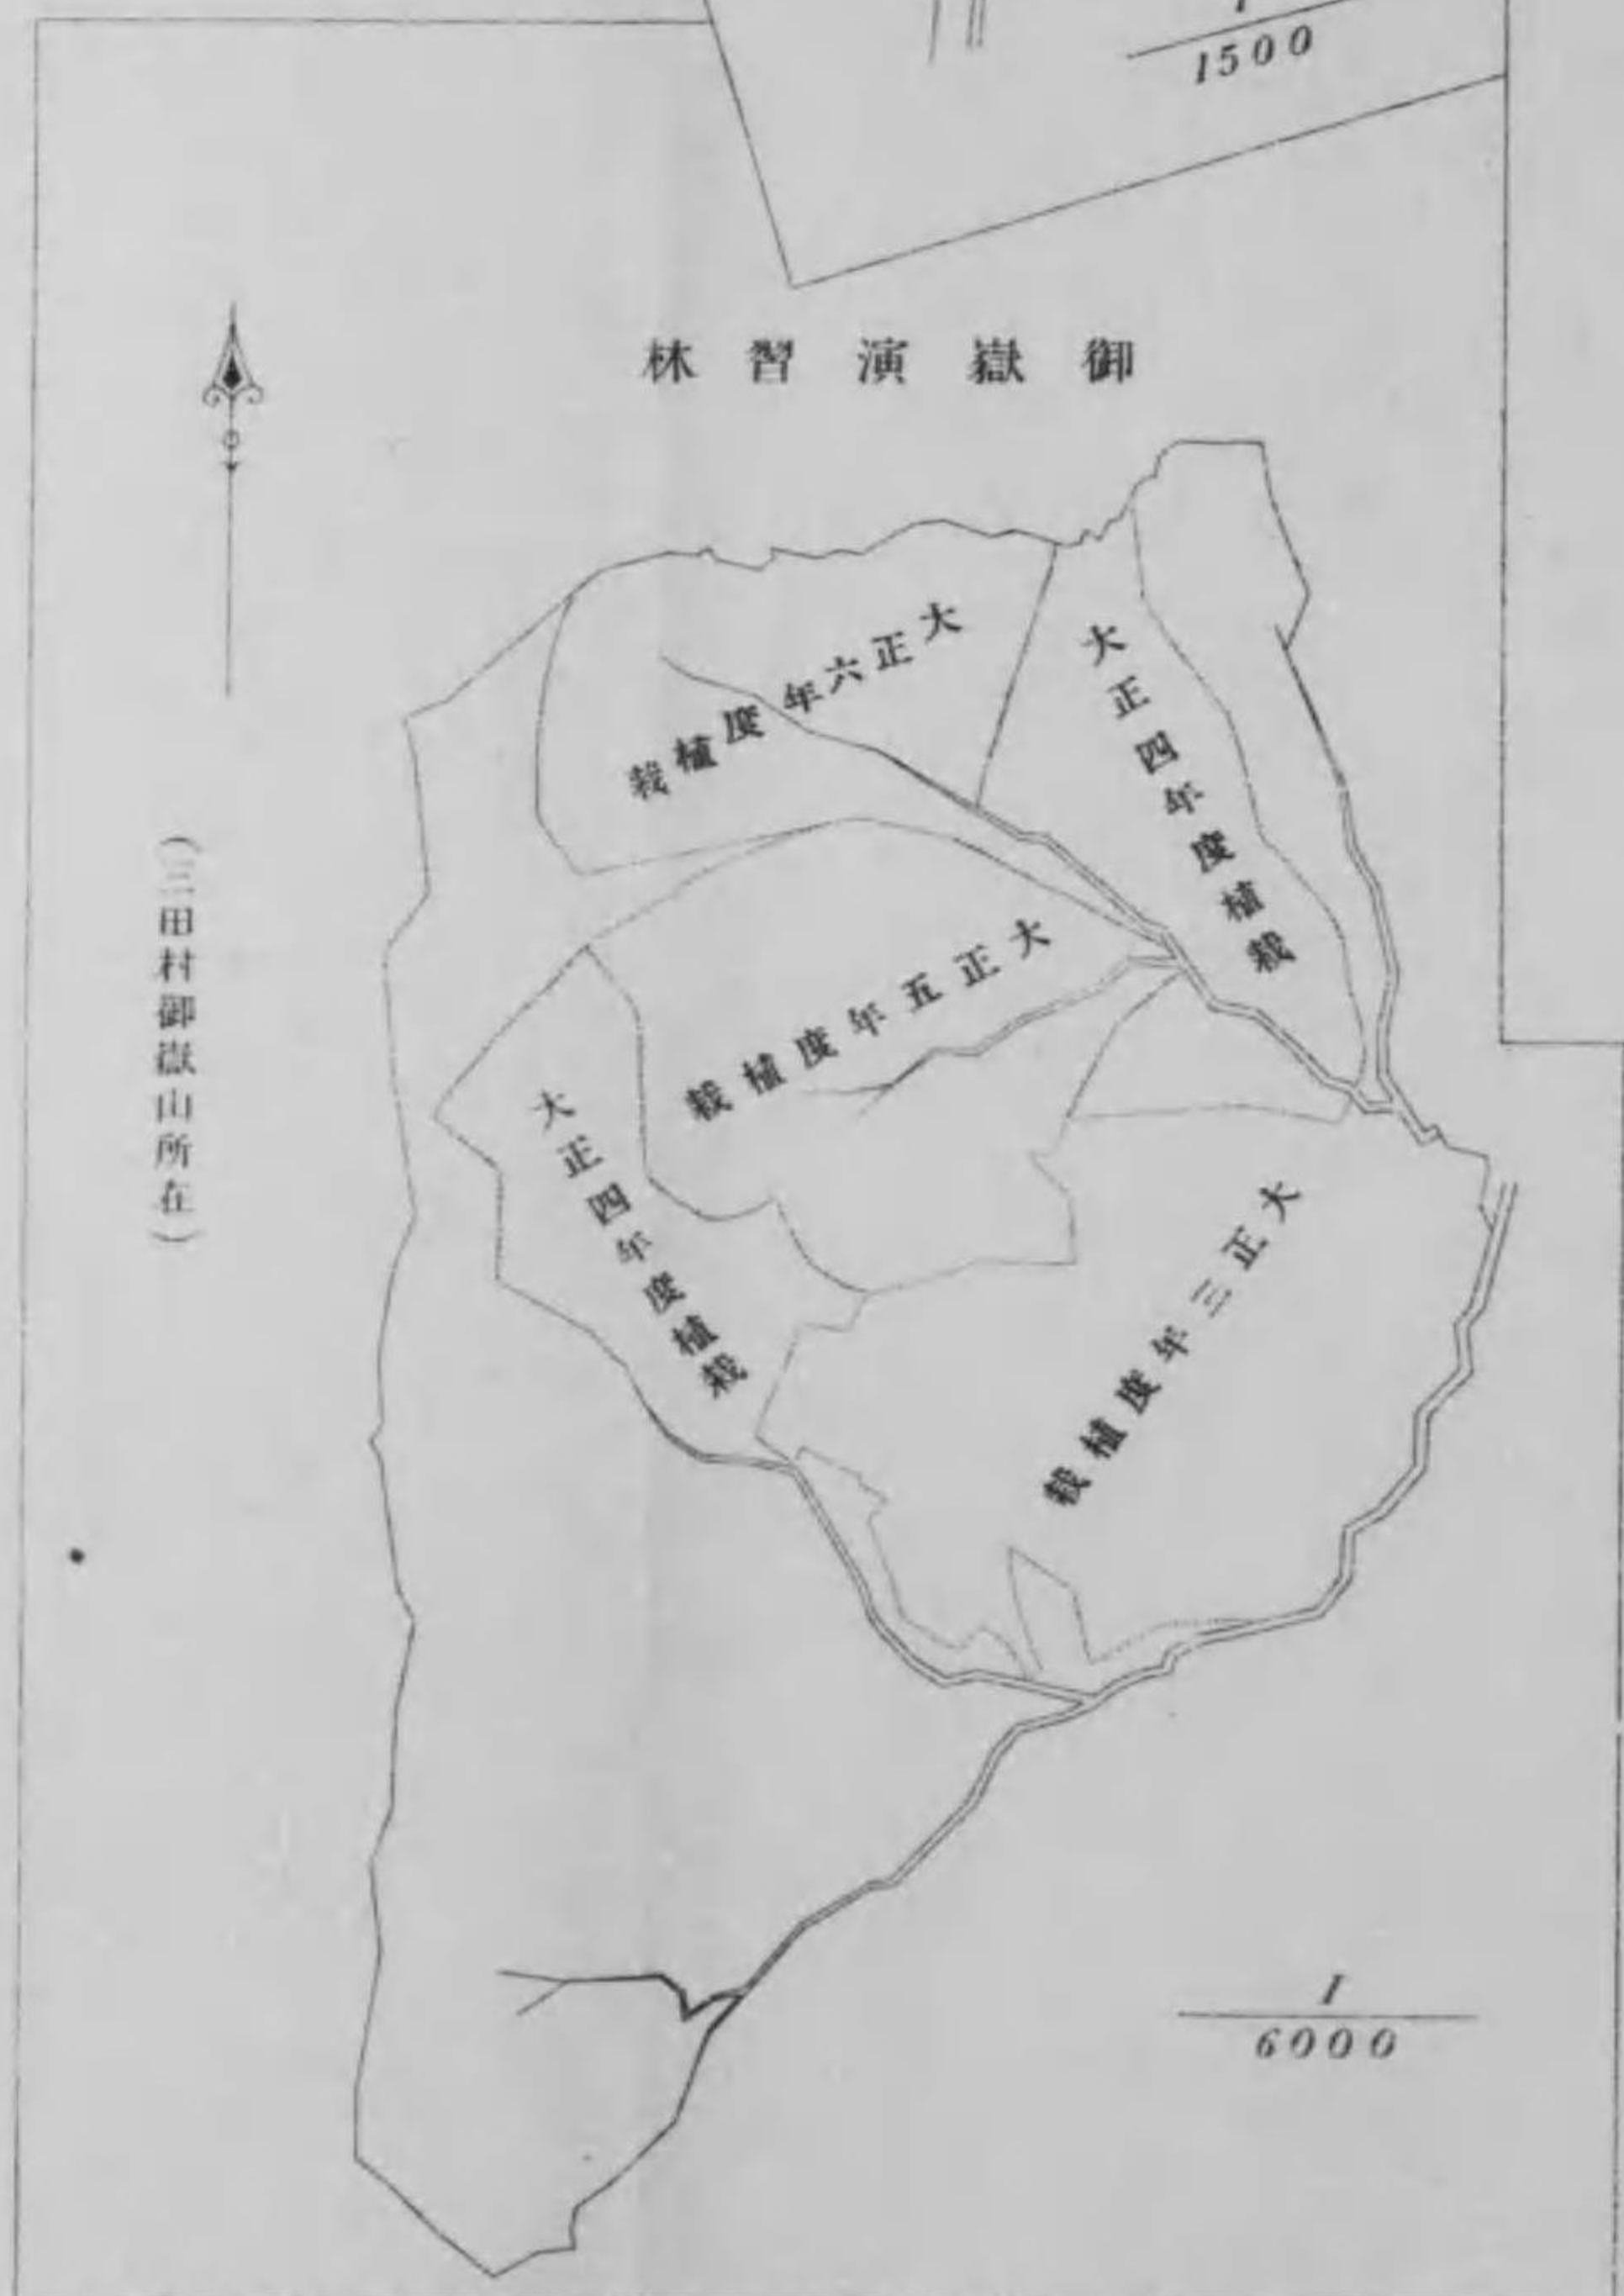 1500
御嶽演習林
大正六年度植栽
大正四年度植栽
大正五年度植栽
大正四年度植栽
大正三年度植栽
(三田村御嶽山所在)
1
6000